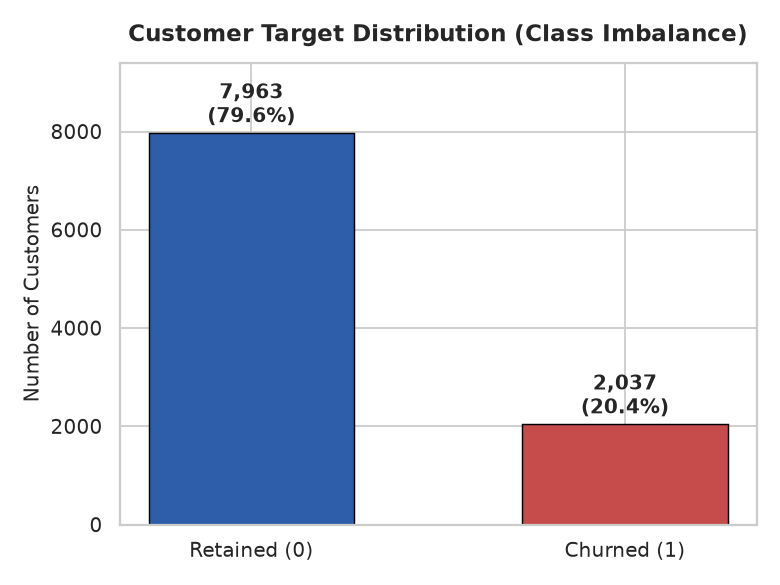 Customer Target Distribution (Class Imbalance)
7,963
(79.6%)
2,037
(20.4%)
Number of Customers
8000
6000
4000
2000
0
Retained (0)
Churned (1)